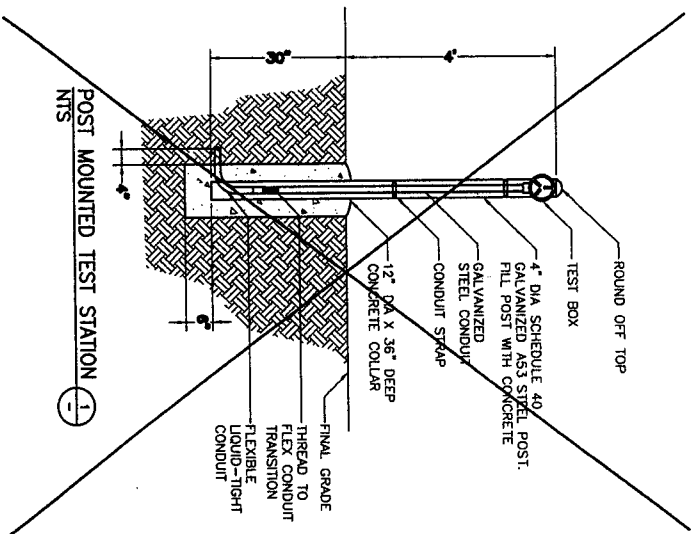 ROUND OFF TOP
TEST BOX
4" DIA SCHEDULE 40
GALVANIZED A53 STEEL POST.
FILL POST WITH CONCRETE
GALVANIZED
STEEL CONDUIT
CONDUIT STRAP
12" DIA X 36" DEEP
CONCRETE COLLAR
FINAL GRADE
THREAD TO
FLEX CONDUIT
TRANSITION
FLEXIBLE
LIQUID-TIGHT
CONDUIT
4'
30"
4"
6"
POST MOUNTED TEST STATION
NTS
1
-